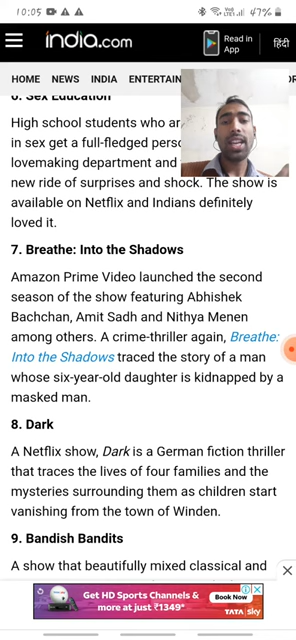 10:05
47%
india.com
Read in
App
हिंदी
HOME NEWS INDIA ENTERTAIN
6. Sex Education
High school students who ar
in sex get a full-fledged pers
lovemaking department and
new ride of surprises and shock. The show is
available on Netflix and Indians definitely
loved it.
7. Breathe: Into the Shadows
Amazon Prime Video launched the second
season of the show featuring Abhishek
Bachchan, Amit Sadh and Nithya Menen
among others. A crime-thriller again, Breathe:
Into the Shadows traced the story of a man
whose six-year-old daughter is kidnapped by a
masked man.
8. Dark
A Netflix show, Dark is a German fiction thriller
that traces the lives of four families and the
mysteries surrounding them as children start
vanishing from the town of Winden.
9. Bandish Bandits
A show that beautifully mixed classical and
Get HD Sports Channels &
more at just ₹1349*
Book Now
TATA sky